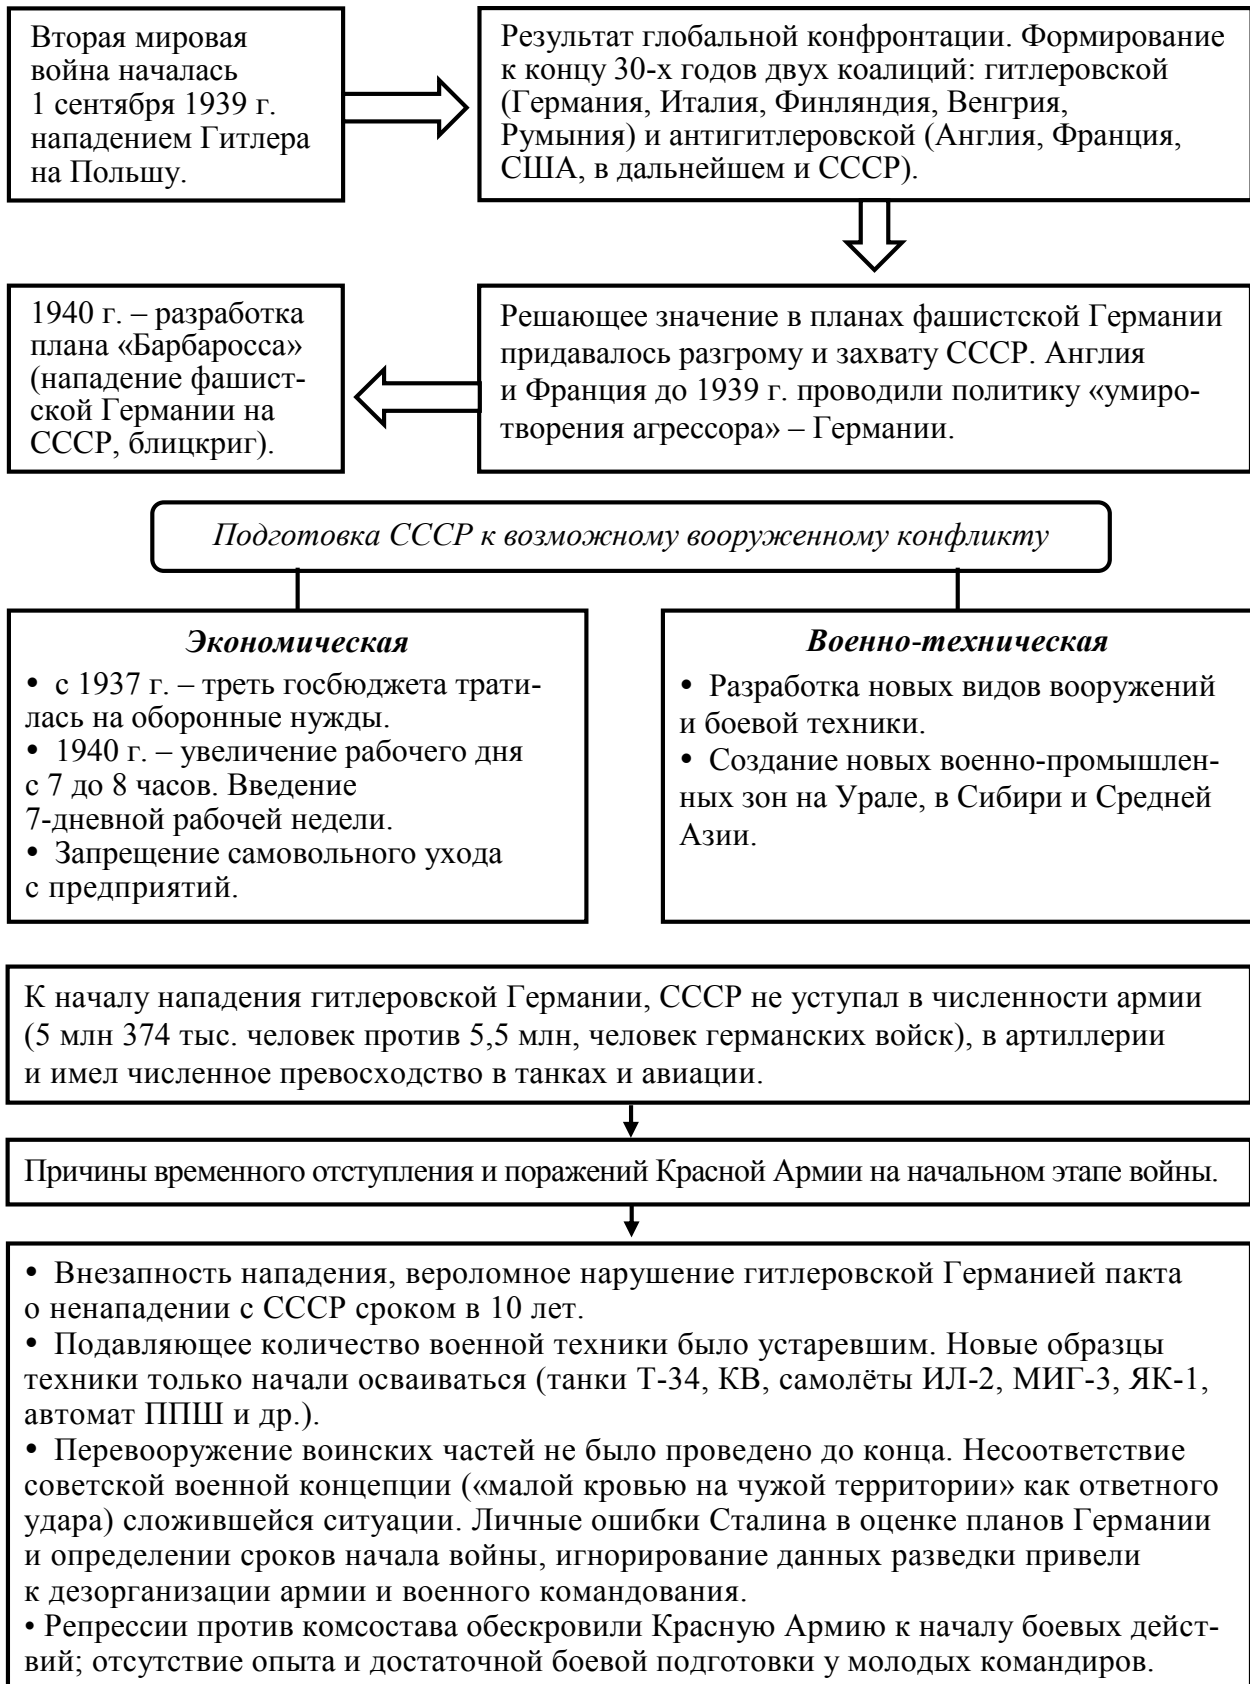 Вторая мировая
война началась
1 сентября 1939 г.
нападением Гитлера
на Польшу.
Результат глобальной конфронтации. Формирование
к концу 30-х годов двух коалиций: гитлеровской
(Германия, Италия, Финляндия, Венгрия,
Румыния) и антигитлеровской (Англия, Франция,
США, в дальнейшем и СССР).
Решающее значение в планах фашистской Германии
придавалось разгрому и захвату СССР. Англия
и Франция до 1939 г. проводили политику «умиро-
творения агрессора» – Германии.
1940 г. – разработка
плана «Барбаросса»
(нападение фашист-
ской Германии на
СССР, блицкриг).
Подготовка СССР к возможному вооруженному конфликту
Экономическая
• с 1937 г. – треть госбюджета трати-
лась на оборонные нужды.
• 1940 г. – увеличение рабочего дня
с 7 до 8 часов. Введение
7-дневной рабочей недели.
• Запрещение самовольного ухода
с предприятий.
Военно-техническая
• Разработка новых видов вооружений
и боевой техники.
• Создание новых военно-промышлен-
ных зон на Урале, в Сибири и Средней
Азии.
К началу нападения гитлеровской Германии, СССР не уступал в численности армии
(5 млн 374 тыс. человек против 5,5 млн, человек германских войск), в артиллерии
и имел численное превосходство в танках и авиации.
Причины временного отступления и поражений Красной Армии на начальном этапе войны.
• Внезапность нападения, вероломное нарушение гитлеровской Германией пакта
о ненападении с СССР сроком в 10 лет.
• Подавляющее количество военной техники было устаревшим. Новые образцы
техники только начали осваиваться (танки Т-34, КВ, самолёты ИЛ-2, МИГ-3, ЯК-1,
автомат ППШ и др.).
• Перевооружение воинских частей не было проведено до конца. Несоответствие
советской военной концепции («малой кровью на чужой территории» как ответного
удара) сложившейся ситуации. Личные ошибки Сталина в оценке планов Германии
и определении сроков начала войны, игнорирование данных разведки привели
к дезорганизации армии и военного командования.
• Репрессии против комсостава обескровили Красную Армию к началу боевых дейст-
вий; отсутствие опыта и достаточной боевой подготовки у молодых командиров.